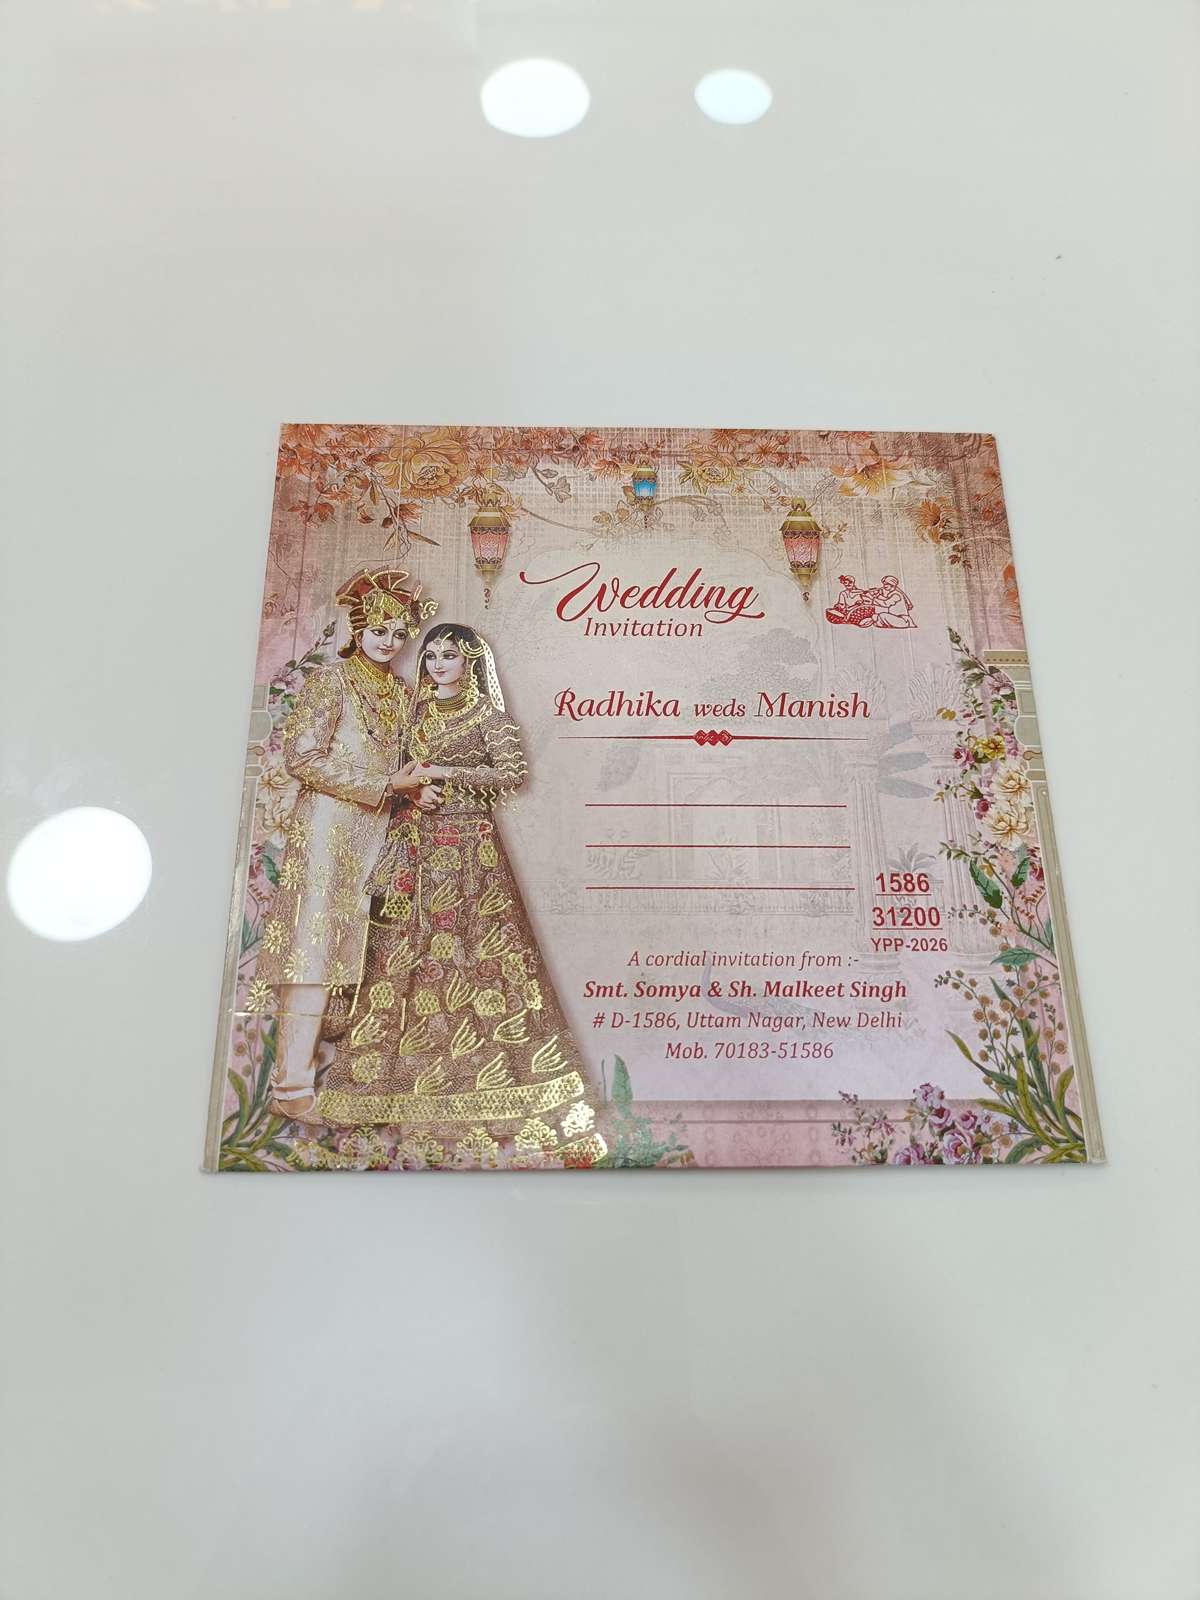 Wedding
Invitation
Radhika weds Manish
1586
31200
YPP-2026
A cordial invitation from :-
Smt. Somya & Sh. Malkeet Singh
# D-1586, Uttam Nagar, New Delhi
Mob. 70183-51586